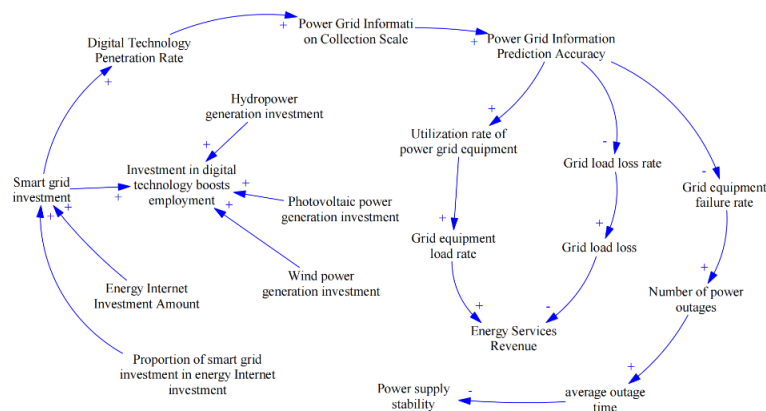 Digital Technology
Penetration Rate
+
Power Grid Informati
on Collection Scale
+
Power Grid Information
Prediction Accuracy
+
Hydropower
generation investment
+
Smart grid
investment
+
+
Investment in digital
technology boosts
employment
+
+
+
Photovoltaic power
generation investment
Wind power
generation investment
Energy Internet
Investment Amount
Proportion of smart grid
investment in energy Internet
investment
+
Utilization rate of
power grid equipment
+
Grid equipment
load rate
+
-
Grid load loss rate
+
Grid load loss
-
Energy Services
Revenue
-
Grid equipment
failure rate
+
Number of power
outages
+
average outage
time
-
Power supply
stability